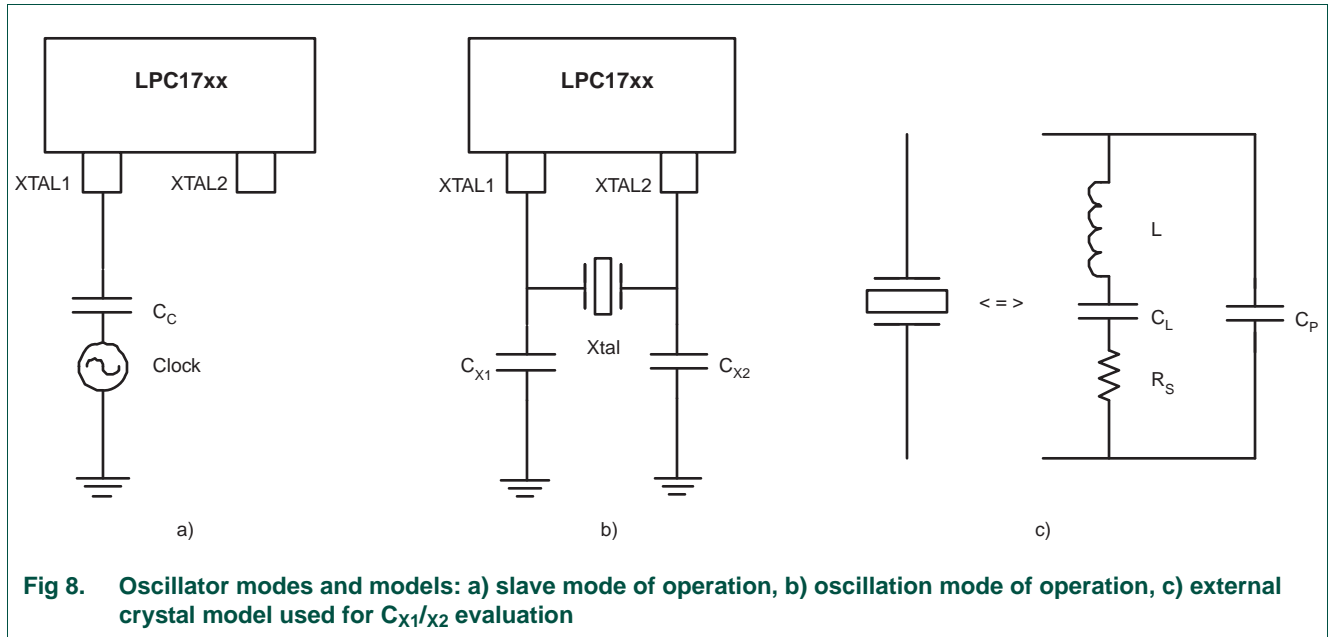 LPC17xx
XTAL1
XTAL2
C_C
Clock
a)
LPC17xx
XTAL1
XTAL2
Xtal
C_X1
C_X2
b)
< = >
L
C_L
R_S
C_P
c)
Fig 8. Oscillator modes and models: a) slave mode of operation, b) oscillation mode of operation, c) external
crystal model used for C_X1/X2 evaluation